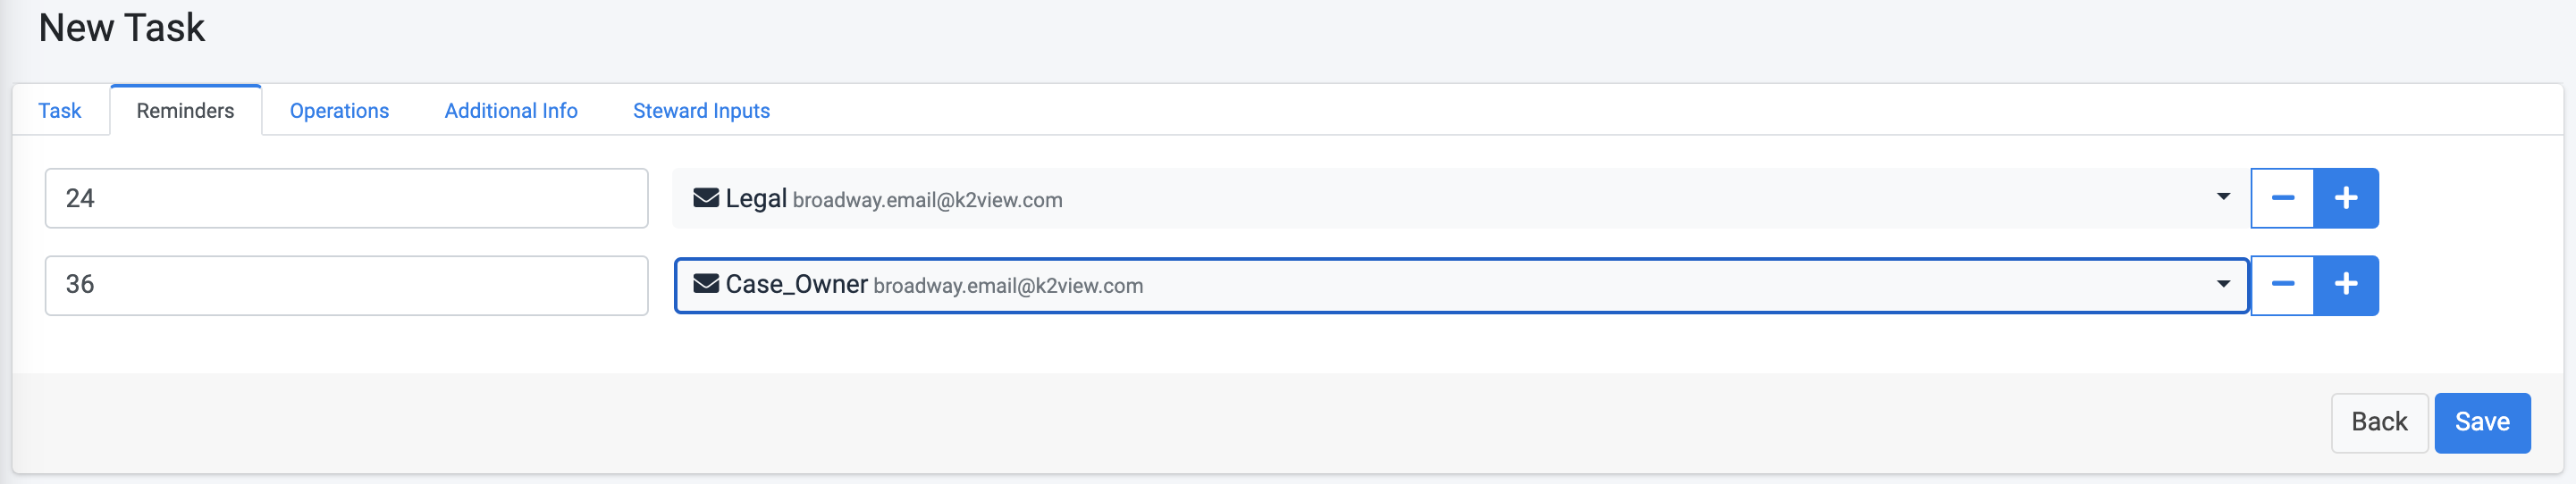 New Task
Task Reminders Operations Additional Info Steward Inputs
24 Legal broadway.email@k2view.com
36 Case_Owner broadway.email@k2view.com
Back Save